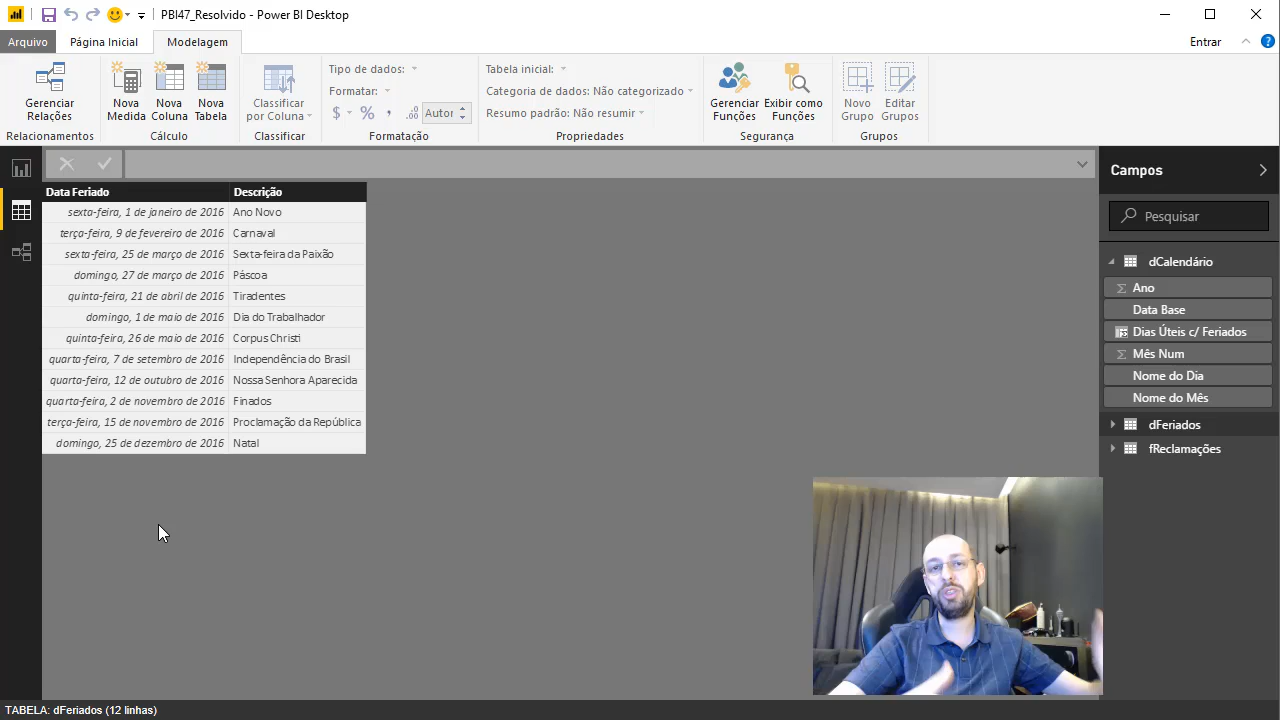 PBI47_Resolvido - Power BI Desktop
Arquivo
Página Inicial
Modelagem
Entrar
Gerenciar Relações
Relacionamentos
Nova Medida
Nova Coluna
Nova Tabela
Cálculo
Classificar por Coluna
Classificar
Tipo de dados:
Formatar:
$ % , .00 Autor
Formatação
Tabela inicial:
Categoria de dados: Não categorizado
Resumo padrão: Não resumir
Propriedades
Gerenciar Funções
Exibir como Funções
Segurança
Novo Grupo
Editar Grupos
Grupos
Data Feriado Descrição
sexta-feira, 1 de janeiro de 2016 Ano Novo
terça-feira, 9 de fevereiro de 2016 Carnaval
sexta-feira, 25 de março de 2016 Sexta-feira da Paixão
domingo, 27 de março de 2016 Páscoa
quinta-feira, 21 de abril de 2016 Tiradentes
domingo, 1 de maio de 2016 Dia do Trabalhador
quinta-feira, 26 de maio de 2016 Corpus Christi
quarta-feira, 7 de setembro de 2016 Independência do Brasil
quarta-feira, 12 de outubro de 2016 Nossa Senhora Aparecida
quarta-feira, 2 de novembro de 2016 Finados
terça-feira, 15 de novembro de 2016 Proclamação da República
domingo, 25 de dezembro de 2016 Natal
Campos
Pesquisar
dCalendário
Ano
Data Base
Dias Úteis c/ Feriados
Mês Num
Nome do Dia
Nome do Mês
dFeriados
fReclamações
TABELA: dFeriados (12 linhas)